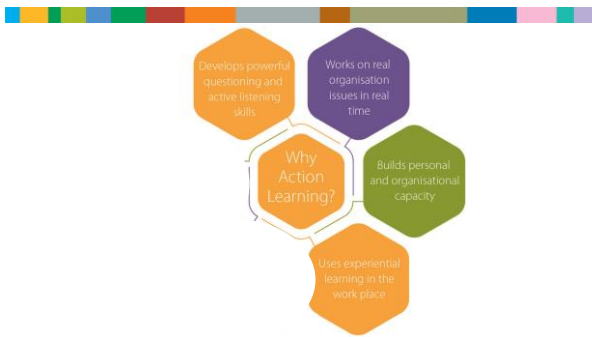 Develops powerful
questioning and
active listening
skills
Works on real
organisation
issues in real
time
Why
Action
Learning?
Builds personal
and organisational
capacity
Uses experiential
learning in the
work place